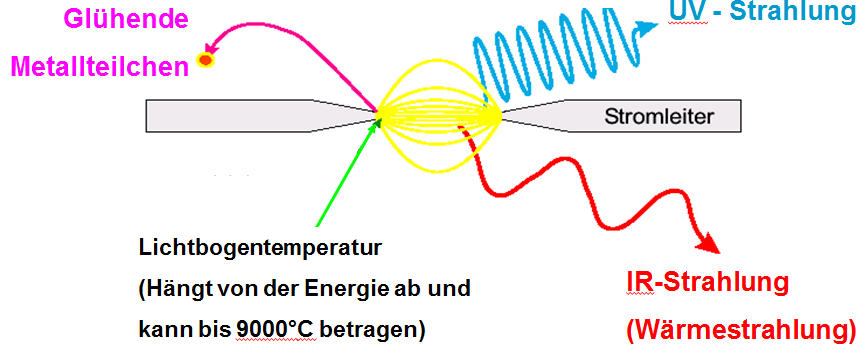 Glühende
Metallteilchen
UV - Strahlung
Stromleiter
Lichtbogentemperatur
(Hängt von der Energie ab und
kann bis 9000°C betragen)
IR-Strahlung
(Wärmestrahlung)